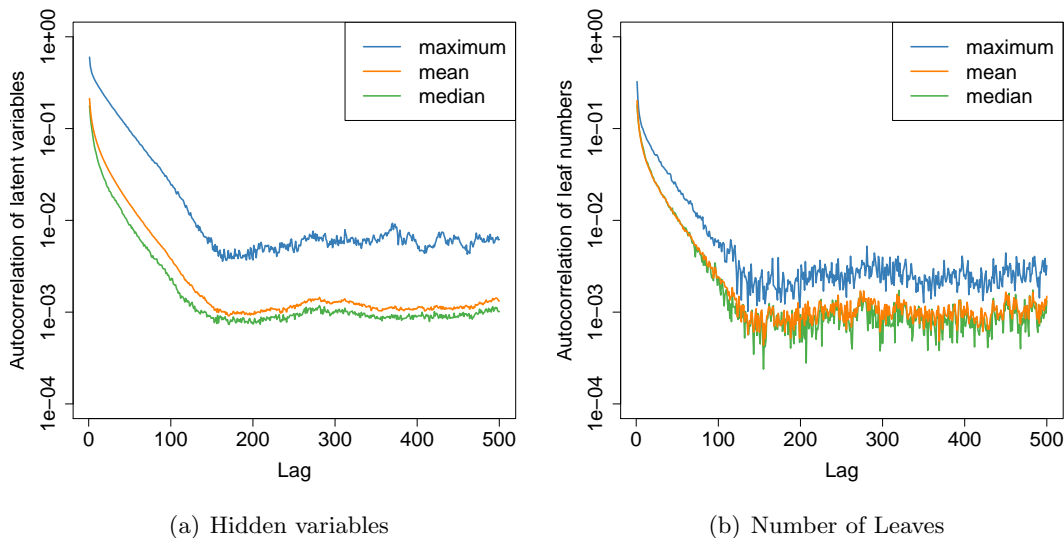 Autocorrelation of latent variables
1e+00
1e-01
1e-02
1e-03
1e-04
maximum
mean
median
0 100 200 300 400 500
Lag
(a) Hidden variables
Autocorrelation of leaf numbers
1e+00
1e-01
1e-02
1e-03
1e-04
maximum
mean
median
0 100 200 300 400 500
Lag
(b) Number of Leaves